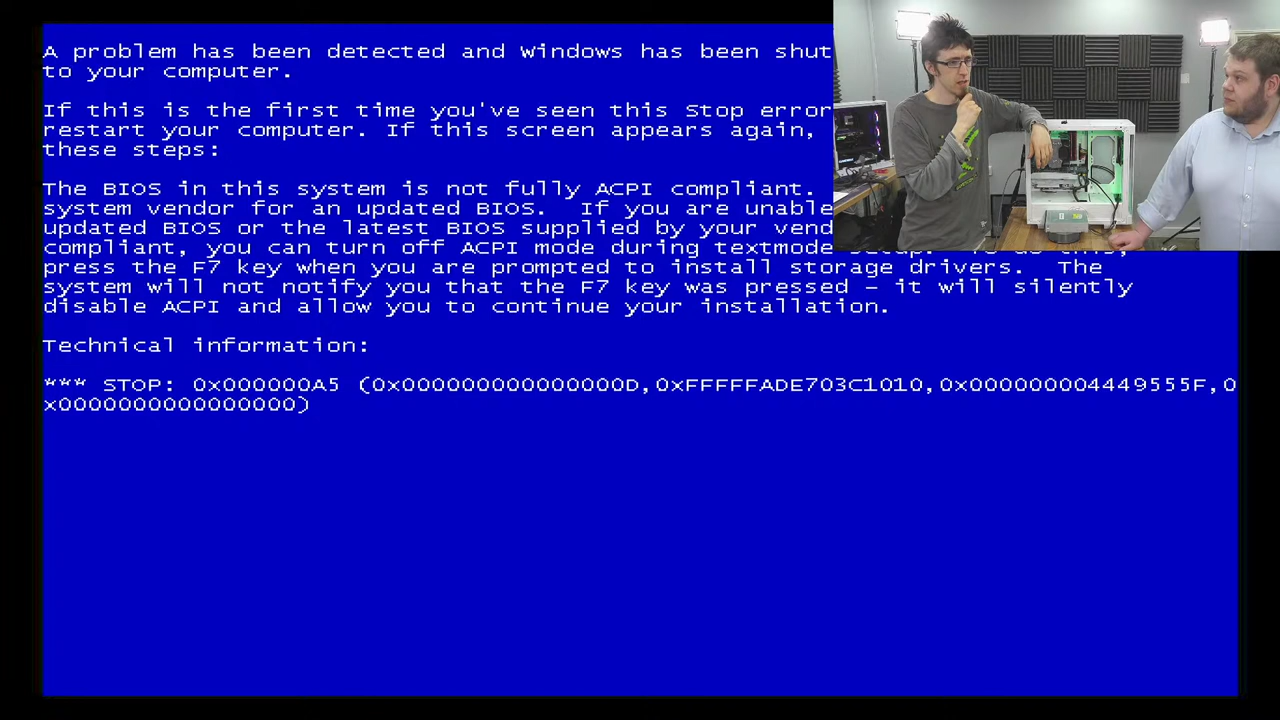 A problem has been detected and Windows has been shut
to your computer.
If this is the first time you've seen this Stop error
restart your computer. If this screen appears again,
these steps:
The BIOS in this system is not fully ACPI compliant.
system vendor for an updated BIOS.  If you are unable
updated BIOS or the latest BIOS supplied by your vend
compliant, you can turn off ACPI mode during textmode setup.  To do this,
press the F7 key when you are prompted to install storage drivers.  The
system will not notify you that the F7 key was pressed - it will silently
disable ACPI and allow you to continue your installation.
Technical information:
*** STOP: 0x000000A5 (0x000000000000000D,0xFFFFFADE703C1010,0x000000004449555F,0
x0000000000000000)